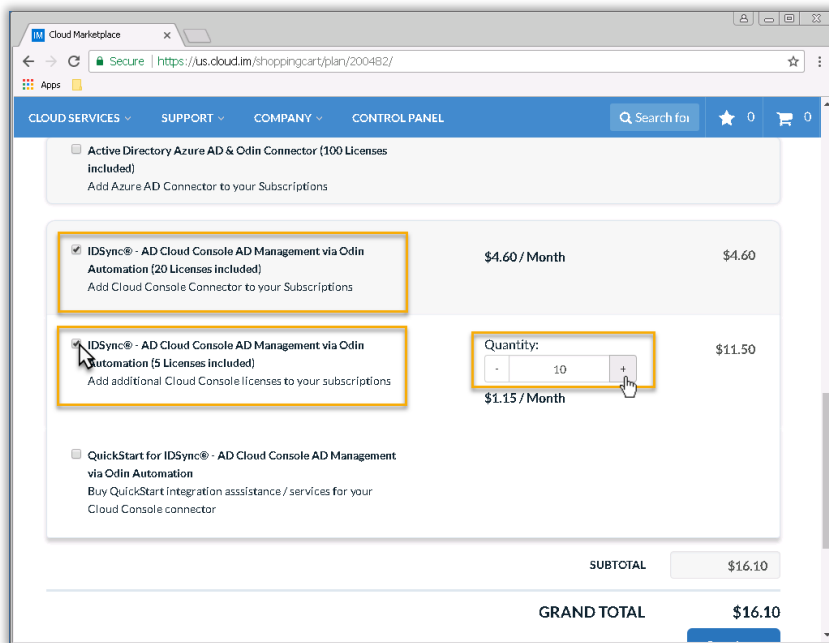 Cloud Marketplace
Secure | https://us.cloud.im/shoppingcart/plan/200482/
Apps
CLOUD SERVICES SUPPORT COMPANY CONTROL PANEL Search for 0 0
Active Directory Azure AD & Odin Connector (100 Licenses
included)
Add Azure AD Connector to your Subscriptions
IDSync® - AD Cloud Console AD Management via Odin
Automation (20 Licenses included)
Add Cloud Console Connector to your Subscriptions
$4.60 / Month
$4.60
IDSync® - AD Cloud Console AD Management via Odin
Automation (5 Licenses included)
Add additional Cloud Console licenses to your subscriptions
Quantity:
- 10 +
$1.15 / Month
$11.50
QuickStart for IDSync® - AD Cloud Console AD Management
via Odin Automation
Buy QuickStart integration asssistance / services for your
Cloud Console connector
SUBTOTAL $16.10
GRAND TOTAL $16.10